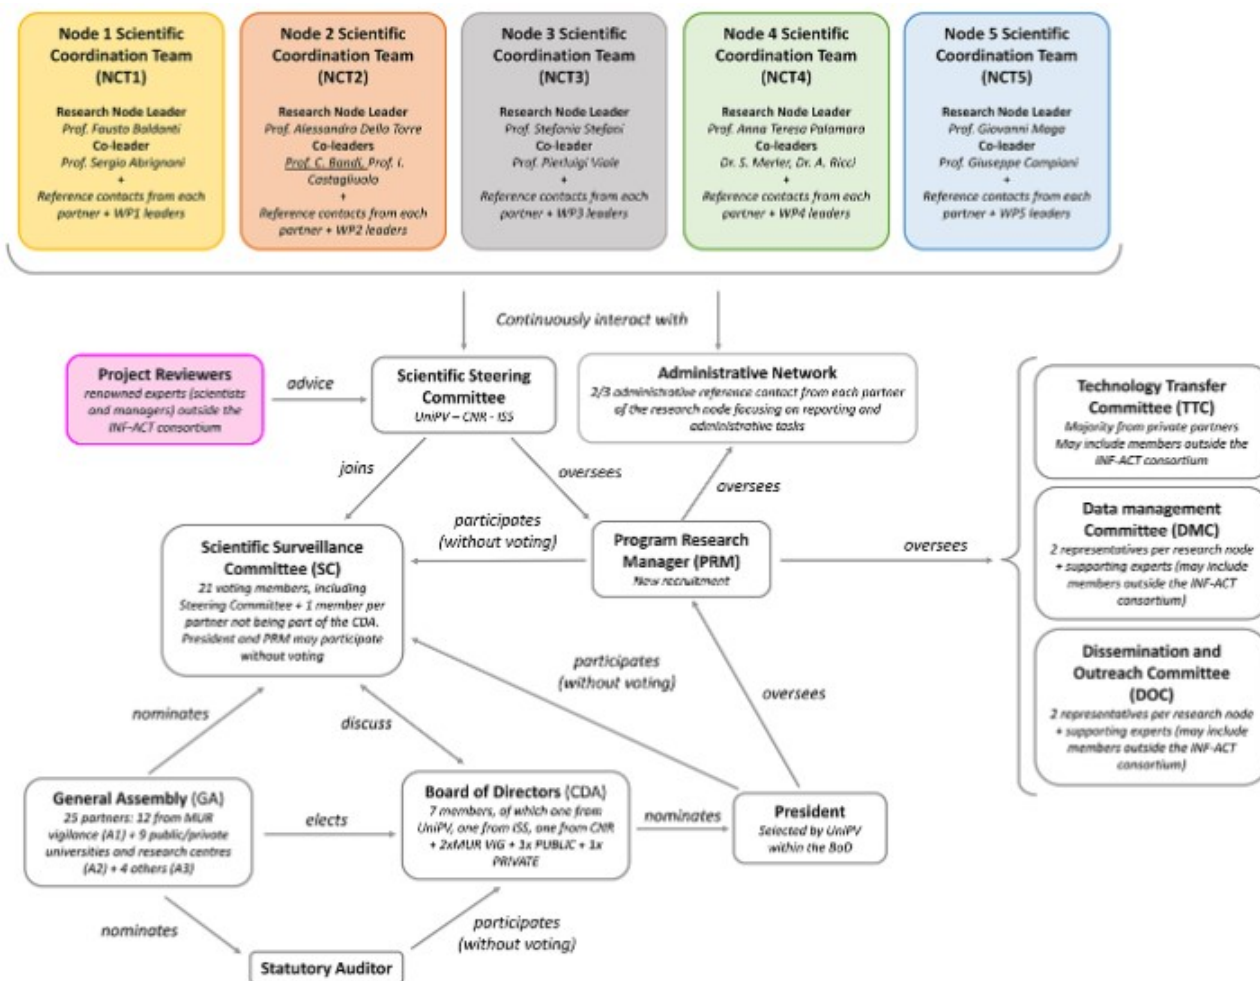 Node 1 Scientific
Coordination Team
(NCT1)
Research Node Leader
Prof. Fausto Baldanti
Co-leader
Prof. Sergio Abrignani
+
Reference contacts from each
partner + WP1 leaders
Node 2 Scientific
Coordination Team
(NCT2)
Research Node Leader
Prof. Alessandra Della Torre
Co-leaders
Prof. C. Bandi, Prof. I.
Castagliuolo
+
Reference contacts from each
partner + WP2 leaders
Node 3 Scientific
Coordination Team
(NCT3)
Research Node Leader
Prof. Stefania Stefani
Co-leader
Prof. Pierluigi Viale
+
Reference contacts from each
partner + WP3 leaders
Node 4 Scientific
Coordination Team
(NCT4)
Research Node Leader
Prof. Anna Teresa Palamara
Co-leaders
Dr. S. Merler, Dr. A. Ricci
+
Reference contacts from each
partner + WP4 leaders
Node 5 Scientific
Coordination Team
(NCT5)
Research Node Leader
Prof. Giovanni Maga
Co-leader
Prof. Giuseppe Campiani
+
Reference contacts from each
partner + WP5 leaders
Continuously interact with
Project Reviewers
renowned experts (scientists
and managers) outside the
INF-ACT consortium
advice
Scientific Steering
Committee
UniPV – CNR - ISS
Administrative Network
2/3 administrative reference contact from each partner
of the research node focusing on reporting and
administrative tasks
Technology Transfer
Committee (TTC)
Majority from private partners
May include members outside the
INF-ACT consortium
joins
oversees
oversees
participates
(without voting)
Scientific Surveillance
Committee (SC)
21 voting members, including
Steering Committee + 1 member per
partner not being part of the CDA.
President and PRM may participate
without voting
Program Research
Manager (PRM)
New recruitment
oversees
Data management
Committee (DMC)
2 representatives per research node
+ supporting experts (may include
members outside the INF-ACT
consortium)
Dissemination and
Outreach Committee
(DOC)
2 representatives per research node
+ supporting experts (may include
members outside the INF-ACT
consortium)
participates
(without voting)
oversees
nominates
discuss
General Assembly (GA)
25 partners: 12 from MUR
vigilance (A1) + 9 public/private
universities and research centres
(A2) + 4 others (A3)
elects
Board of Directors (CDA)
7 members, of which one from
UniPV, one from ISS, one from CNR
+ 2xMUR ViG + 1x PUBLIC + 1x
PRIVATE
nominates
President
Selected by UniPV
within the BoD
nominates
participates
(without voting)
Statutory Auditor